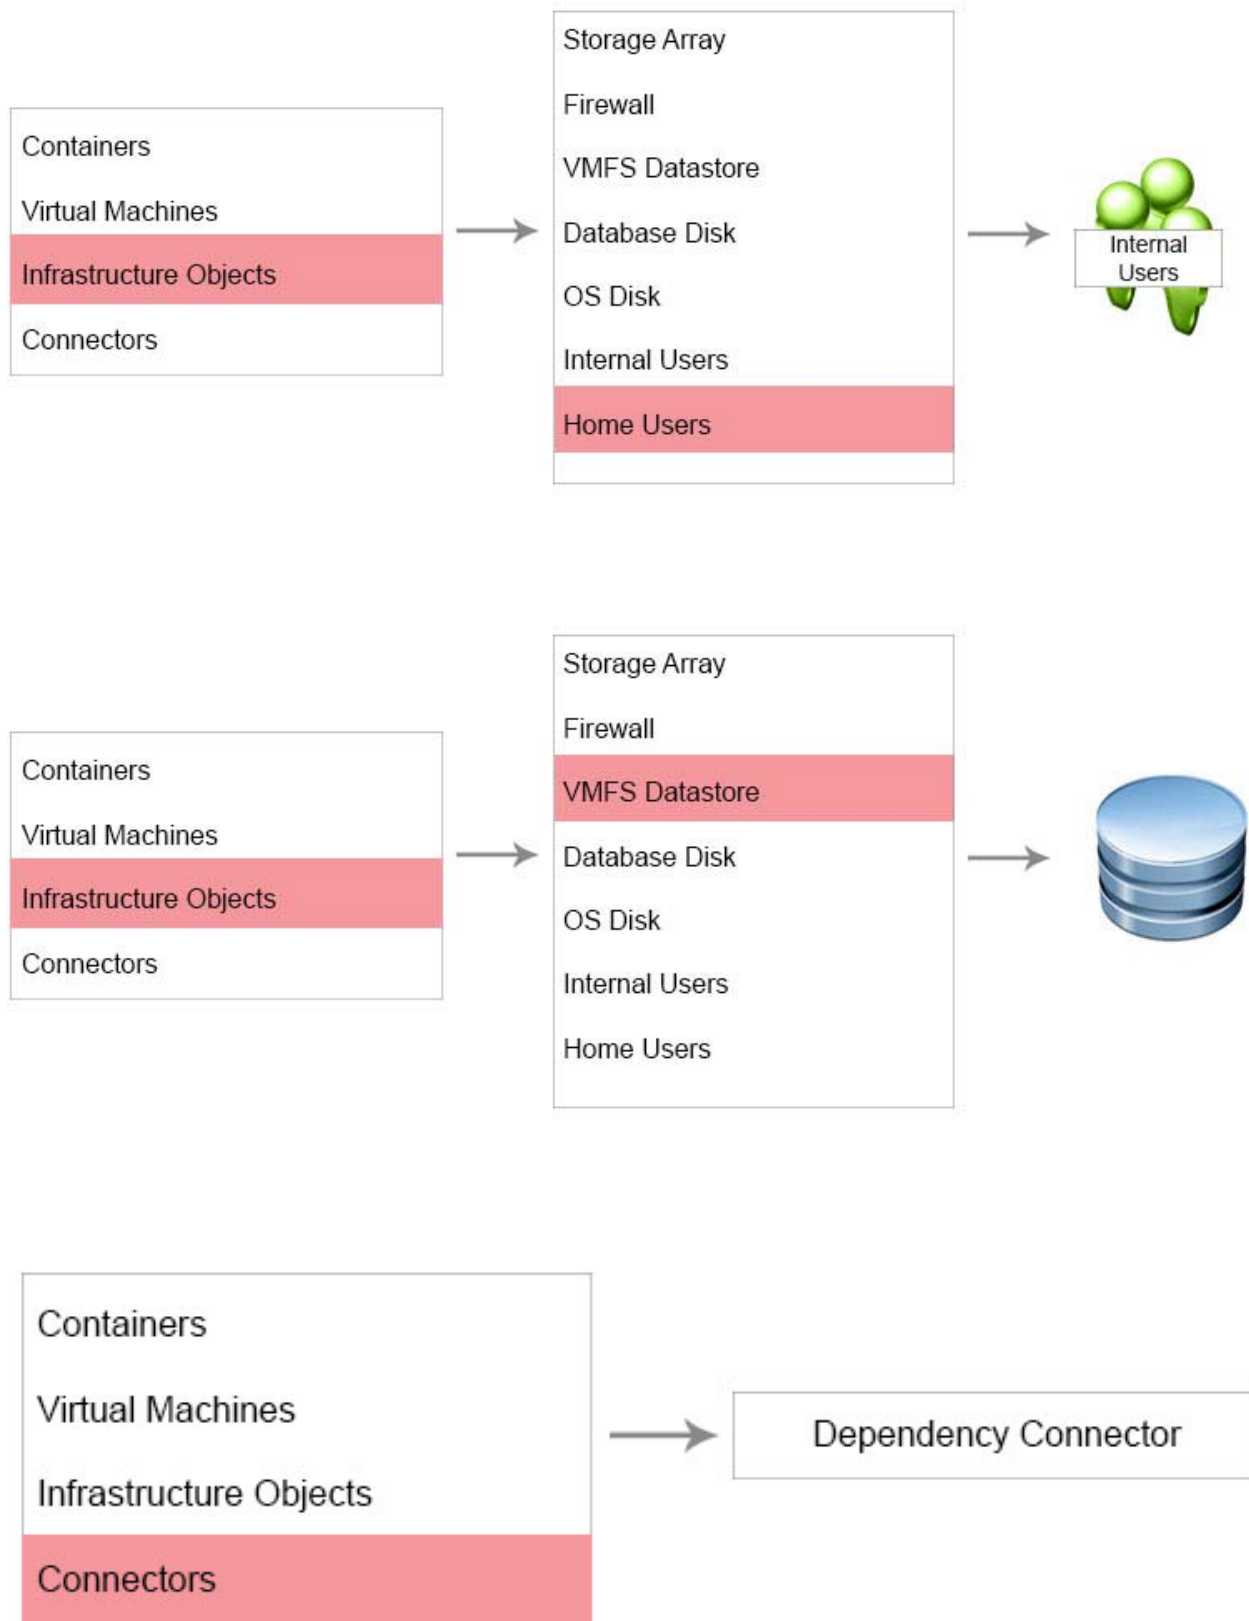 Containers
Virtual Machines
Infrastructure Objects
Connectors
Storage Array
Firewall
VMFS Datastore
Database Disk
OS Disk
Internal Users
Home Users
Internal
Users
Containers
Virtual Machines
Infrastructure Objects
Connectors
Storage Array
Firewall
VMFS Datastore
Database Disk
OS Disk
Internal Users
Home Users
Containers
Virtual Machines
Infrastructure Objects
Connectors
Dependency Connector